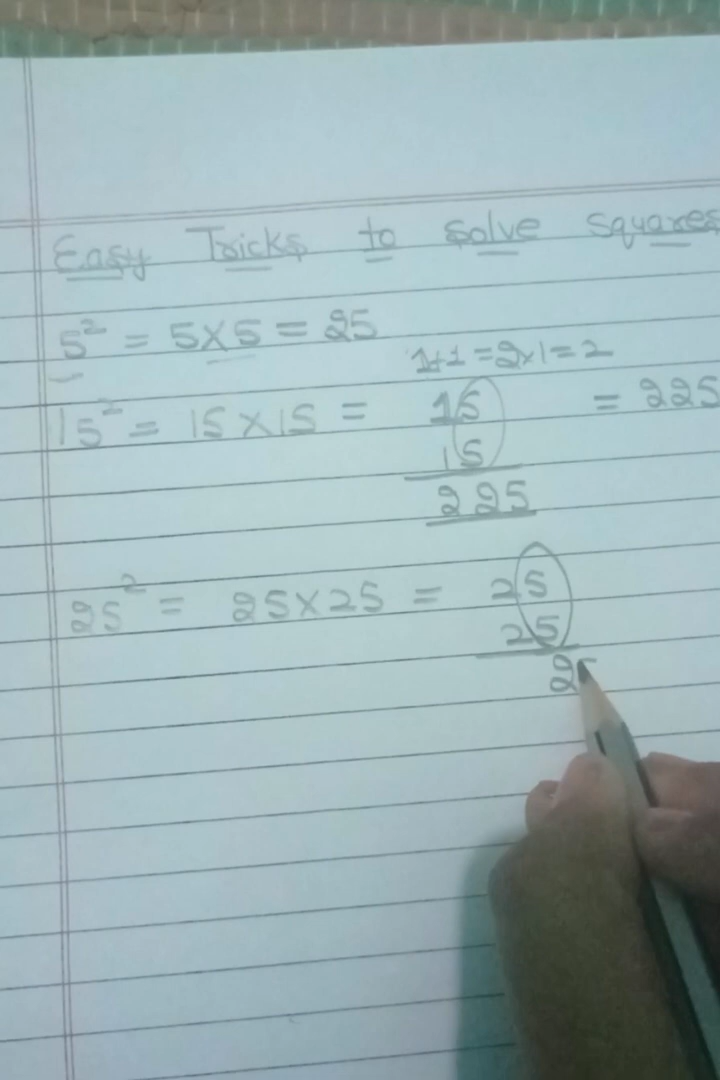 Easy Tricks to solve squares
5² = 5×5 = 25
1+1=2×1=2
15² = 15×15 = 15 = 225
15
225
25² = 25×25 = 25
25
25